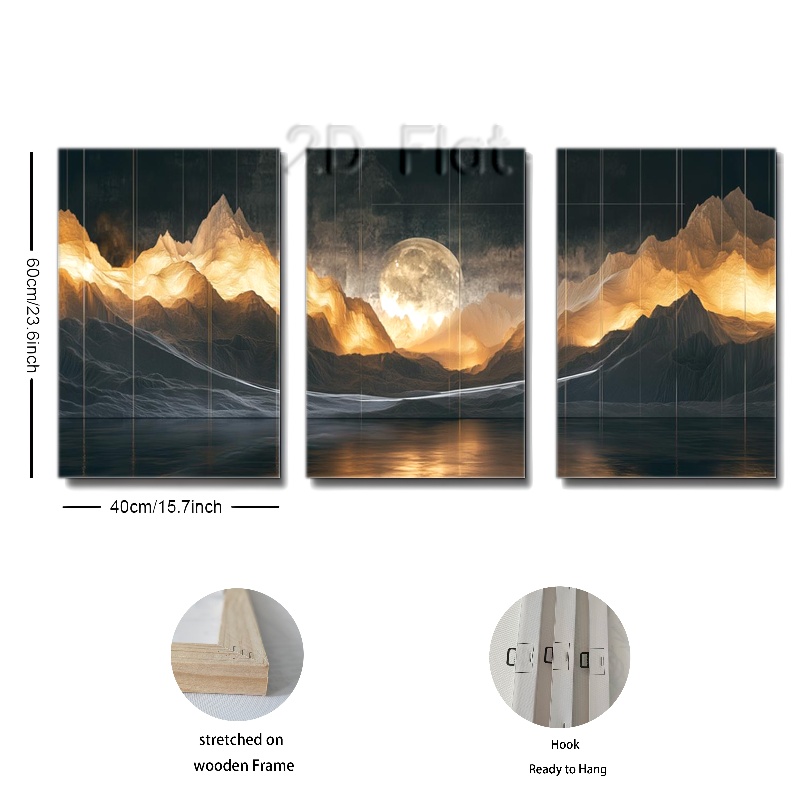 2D Flat
60cm/23.6inch
40cm/15.7inch
stretched on
wooden Frame
Hook
Ready to Hang